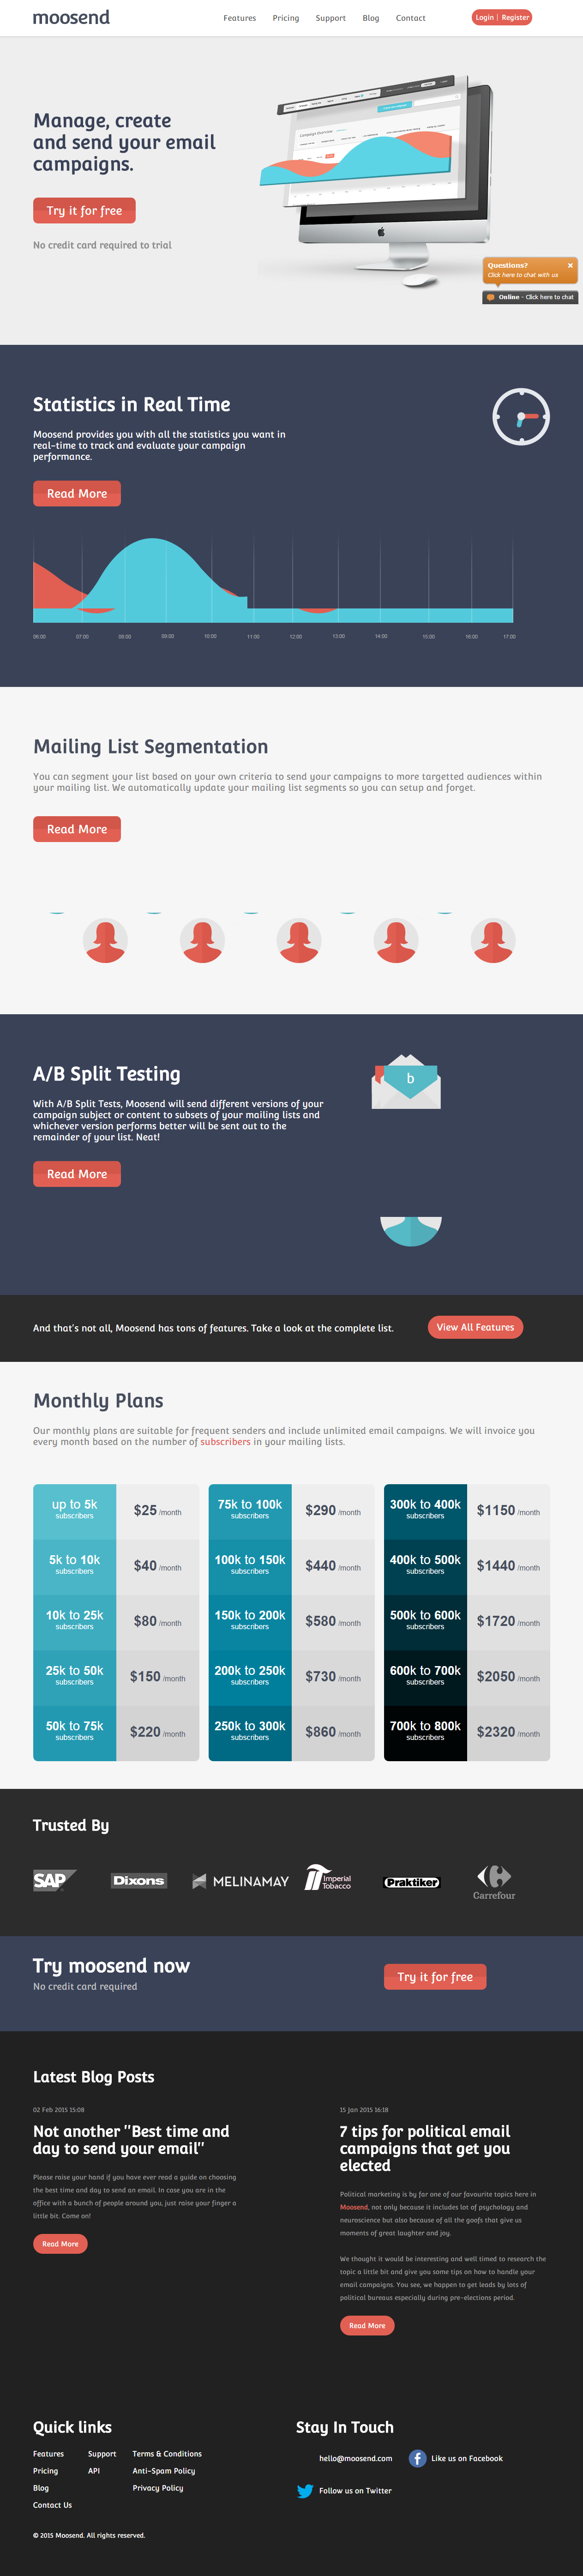 moosend
Features Pricing Support Blog Contact
Login | Register
Manage, create
and send your email
campaigns.
Try it for free
No credit card required to trial
Questions?
Click here to chat with us
Online - Click here to chat
Statistics in Real Time
Moosend provides you with all the statistics you want in
real-time to track and evaluate your campaign
performance.
Read More
06:00 07:00 08:00 09:00 10:00 11:00 12:00 13:00 14:00 15:00 16:00 17:00
Mailing List Segmentation
You can segment your list based on your own criteria to send your campaigns to more targetted audiences within
your mailing list. We automatically update your mailing list segments so you can setup and forget.
Read More
A/B Split Testing
With A/B Split Tests, Moosend will send different versions of your
campaign subject or content to subsets of your mailing lists and
whichever version performs better will be sent out to the
remainder of your list. Neat!
b
Read More
And that's not all, Moosend has tons of features. Take a look at the complete list.
View All Features
Monthly Plans
Our monthly plans are suitable for frequent senders and include unlimited email campaigns. We will invoice you
every month based on the number of subscribers in your mailing lists.
up to 5k
subscribers
$25 /month
5k to 10k
subscribers
$40 /month
10k to 25k
subscribers
$80 /month
25k to 50k
subscribers
$150 /month
50k to 75k
subscribers
$220 /month
75k to 100k
subscribers
$290 /month
100k to 150k
subscribers
$440 /month
150k to 200k
subscribers
$580 /month
200k to 250k
subscribers
$730 /month
250k to 300k
subscribers
$860 /month
300k to 400k
subscribers
$1150 /month
400k to 500k
subscribers
$1440 /month
500k to 600k
subscribers
$1720 /month
600k to 700k
subscribers
$2050 /month
700k to 800k
subscribers
$2320 /month
Trusted By
SAP
Dixons
MELINAMAY
Imperial
Tobacco
Praktiker
Carrefour
Try moosend now
No credit card required
Try it for free
Latest Blog Posts
02 Feb 2015 15:08
Not another "Best time and
day to send your email"
Please raise your hand if you have ever read a guide on choosing
the best time and day to send an email. In case you are in the
office with a bunch of people around you, just raise your finger a
little bit. Come on!
Read More
15 Jan 2015 16:18
7 tips for political email
campaigns that get you
elected
Political marketing is by far one of our favourite topics here in
Moosend, not only because it includes lot of psychology and
neuroscience but also because of all the goofs that give us
moments of great laughter and joy.
We thought it would be interesting and well timed to research the
topic a little bit and give you some tips on how to handle your
email campaigns. You see, we happen to get leads by lots of
political bureaus especially during pre-elections period.
Read More
Quick links
Features Support Terms & Conditions
Pricing API Anti-Spam Policy
Blog Privacy Policy
Contact Us
Stay In Touch
hello@moosend.com
Like us on Facebook
Follow us on Twitter
© 2015 Moosend. All rights reserved.